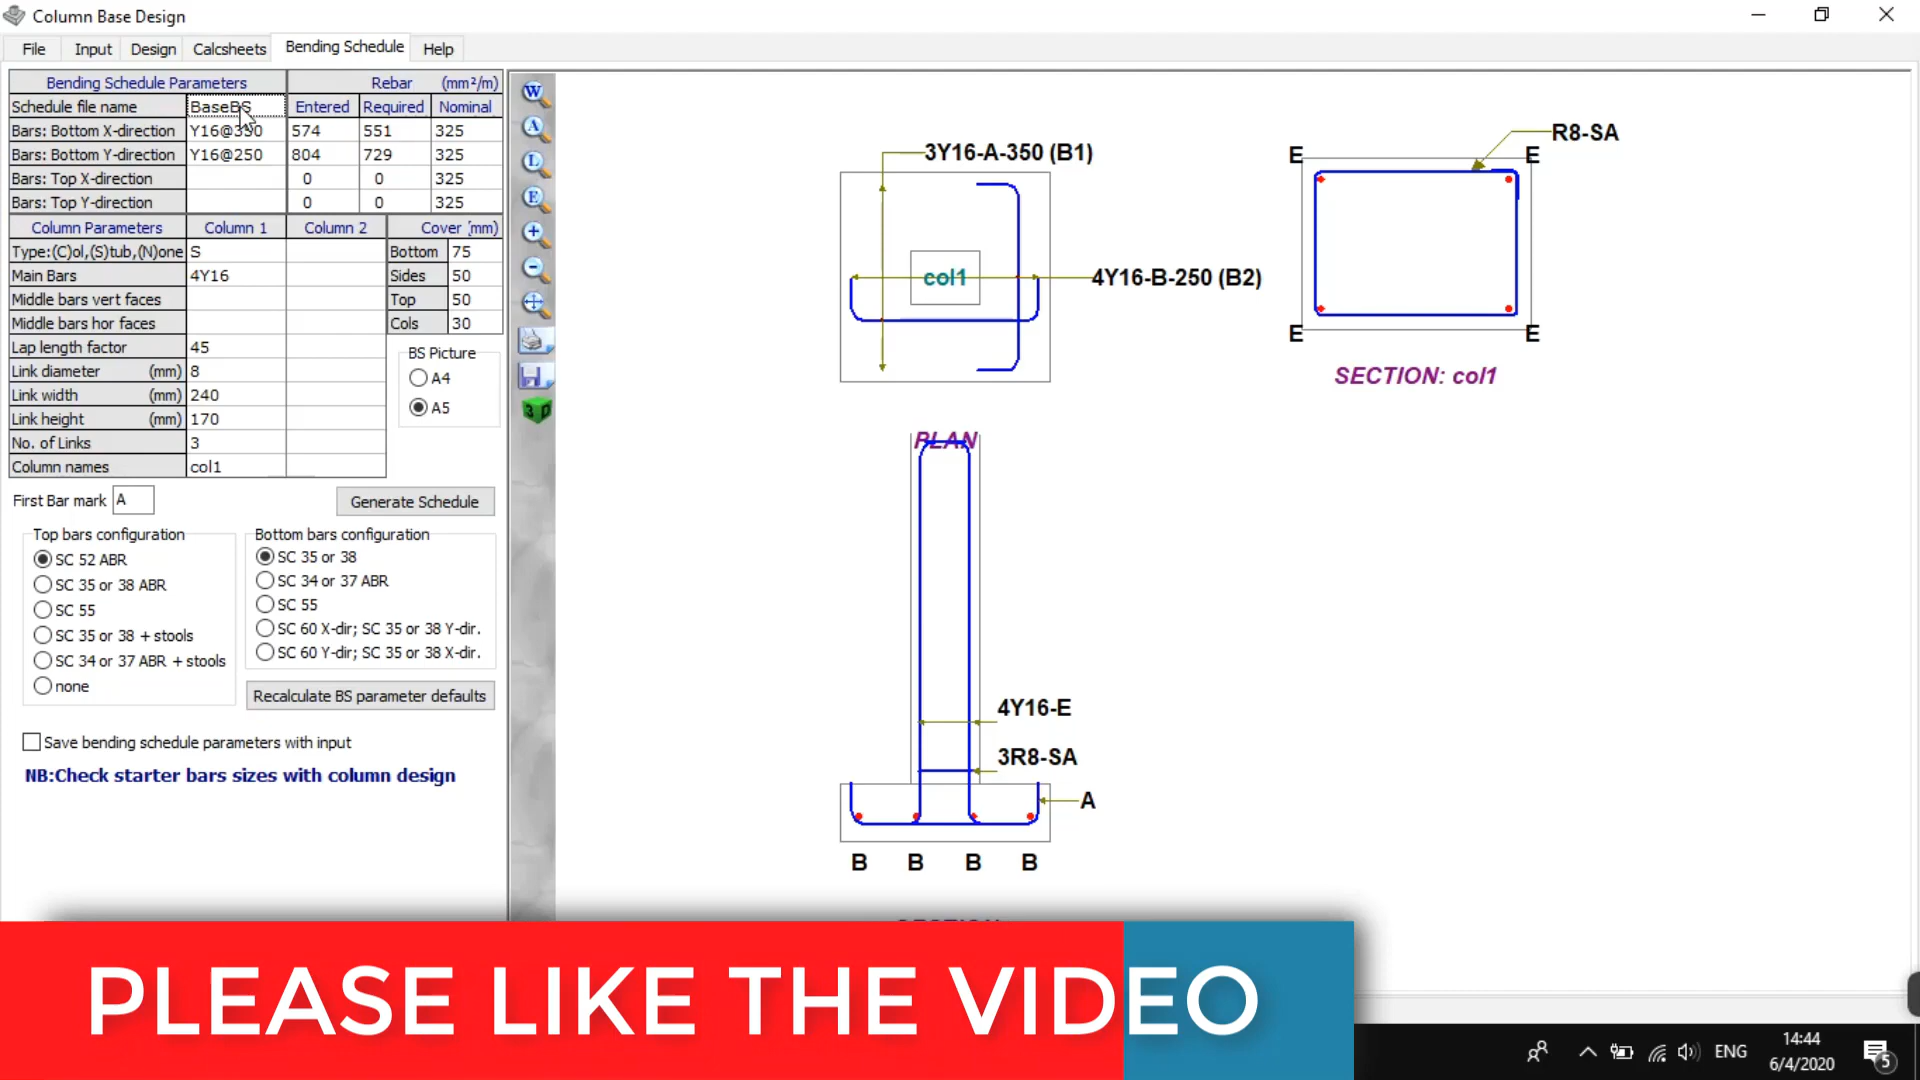 Column Base Design
File Input Design Calcsheets Bending Schedule Help
Bending Schedule Parameters Rebar (mm²/m)
Schedule file name BaseBS Entered Required Nominal
Bars: Bottom X-direction Y16@350 574 551 325
Bars: Bottom Y-direction Y16@250 804 729 325
Bars: Top X-direction 0 0 325
Bars: Top Y-direction 0 0 325
Column Parameters Column 1 Column 2 Cover [mm)
Type:(C)ol,(S)tub,(N)one S Bottom 75
Main Bars 4Y16 Sides 50
Middle bars vert faces Top 50
Middle bars hor faces Cols 30
Lap length factor 45
Link diameter (mm) 8
Link width (mm) 240
Link height (mm) 170
No. of Links 3
Column names col1
BS Picture
A4
A5
First Bar mark A Generate Schedule
Top bars configuration
SC 52 ABR
SC 35 or 38 ABR
SC 55
SC 35 or 38 + stools
SC 34 or 37 ABR + stools
none
Bottom bars configuration
SC 35 or 38
SC 34 or 37 ABR
SC 55
SC 60 X-dir; SC 35 or 38 Y-dir.
SC 60 Y-dir; SC 35 or 38 X-dir.
Recalculate BS parameter defaults
Save bending schedule parameters with input
NB:Check starter bars sizes with column design
W
A
L
E
3D
3Y16-A-350 (B1)
col1
4Y16-B-250 (B2)
PLAN
R8-SA
E E
E E
SECTION: col1
4Y16-E
3R8-SA
A
B B B B
PLEASE LIKE THE VIDEO
ENG
14:44
6/4/2020
5